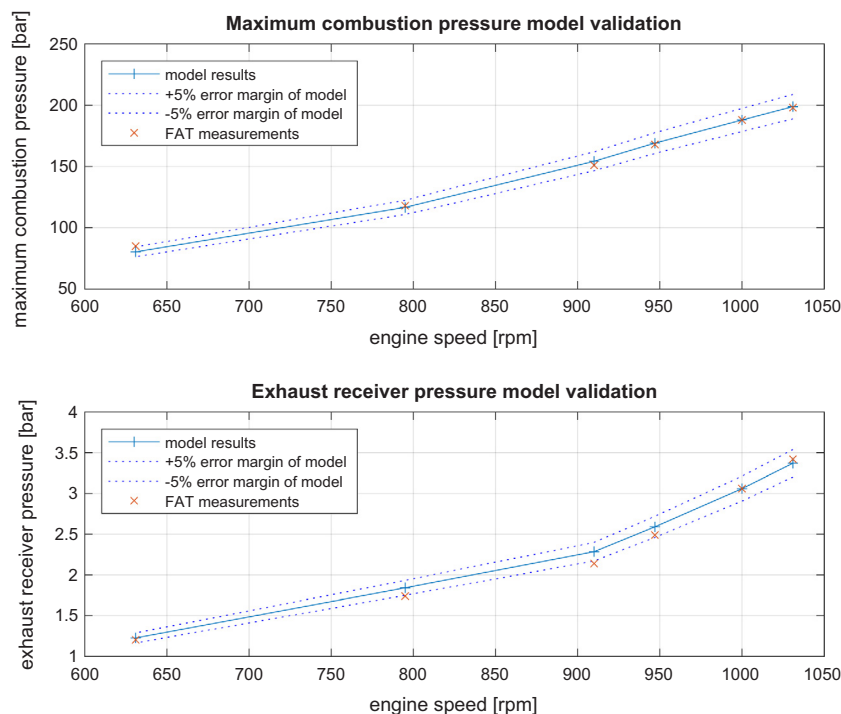 Maximum combustion pressure model validation
maximum combustion pressure [bar]
250
200
150
100
50
model results
+5% error margin of model
-5% error margin of model
FAT measurements
600 650 700 750 800 850 900 950 1000 1050
engine speed [rpm]
Exhaust receiver pressure model validation
exhaust receiver pressure [bar]
4
3.5
3
2.5
2
1.5
1
model results
+5% error margin of model
-5% error margin of model
FAT measurements
600 650 700 750 800 850 900 950 1000 1050
engine speed [rpm]